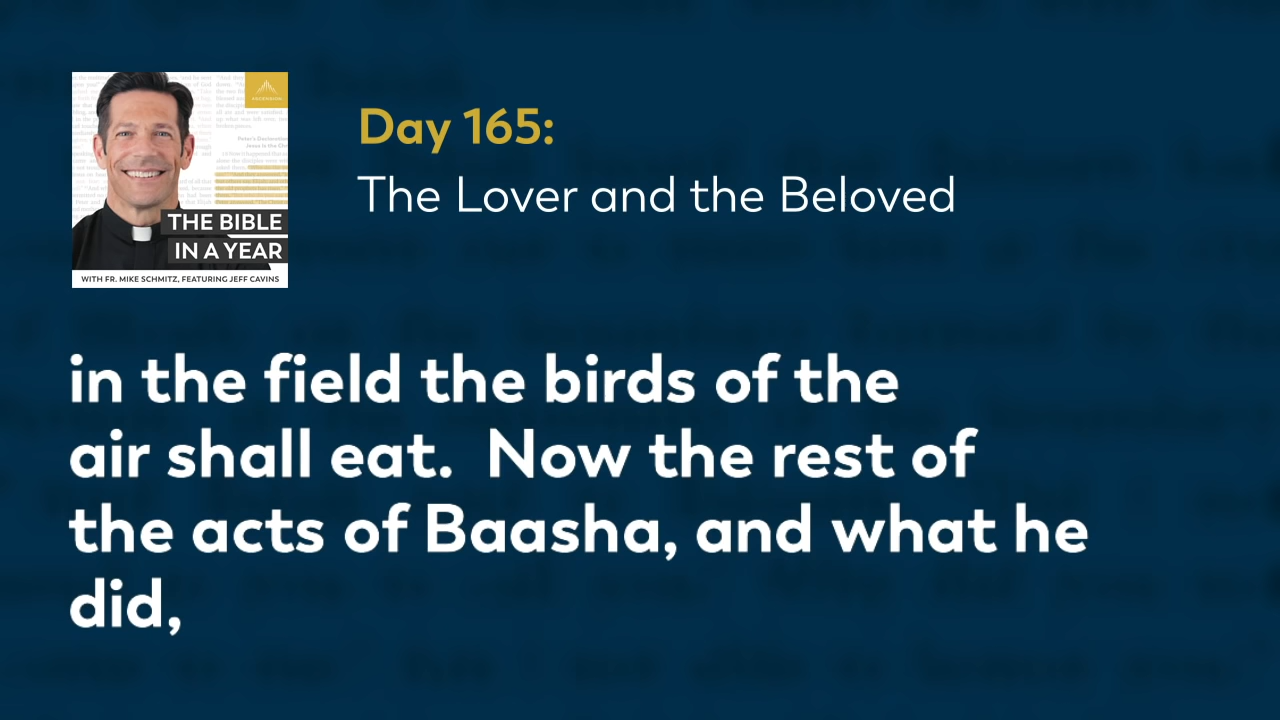 Day 165:
The Lover and the Beloved
THE BIBLE
IN A YEAR
WITH FR. MIKE SCHMITZ, FEATURING JEFF CAVINS
in the field the birds of the
air shall eat.  Now the rest of
the acts of Baasha, and what he
did,